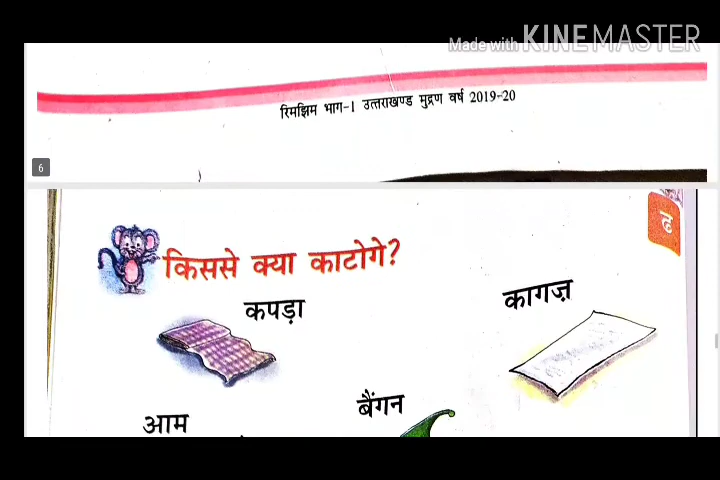 Made with KINEMASTER
रिमझिम भाग-1 उत्तराखण्ड मुद्रण वर्ष 2019-20
6
ढ
किससे क्या काटोगे?
कपड़ा
कागज़
आम
बैंगन